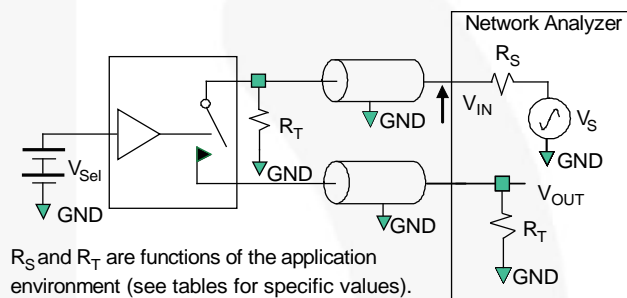 Network Analyzer
R_S
V_IN
V_S
GND
R_T
GND
GND
V_Sel
GND
GND
V_OUT
GND
R_T
GND
R_S and R_T are functions of the application
environment (see tables for specific values).